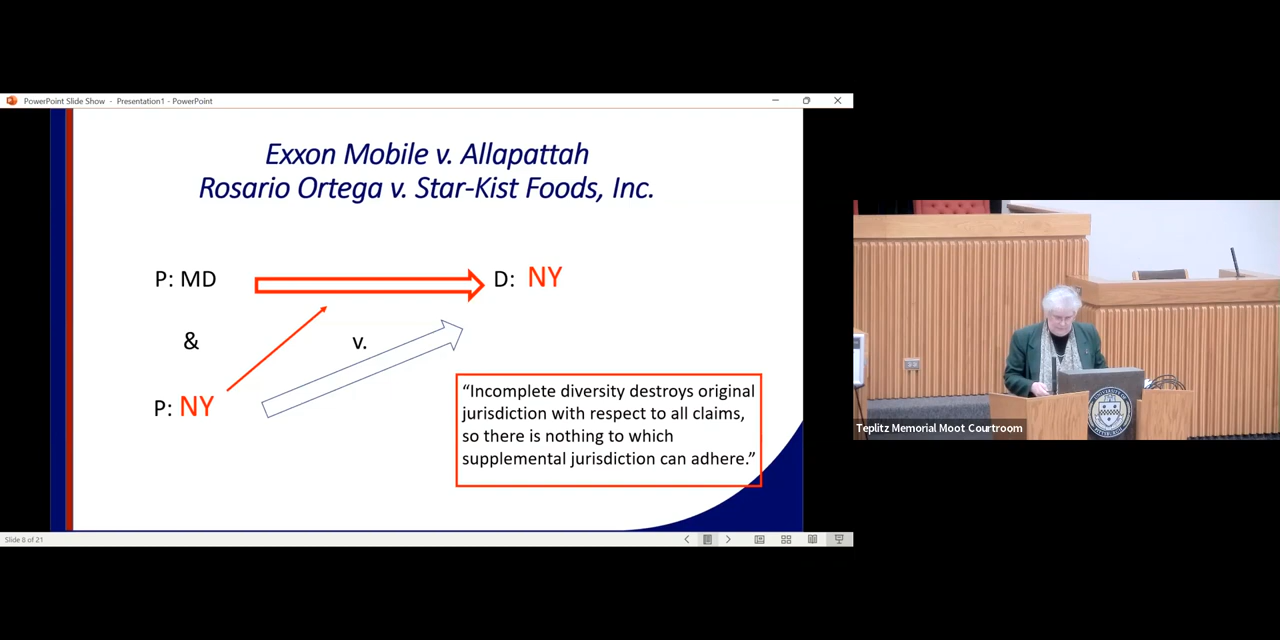 PowerPoint Slide Show - Presentation1 - PowerPoint
Exxon Mobile v. Allapattah
Rosario Ortega v. Star-Kist Foods, Inc.
P: MD
D: NY
&
v.
P: NY
“Incomplete diversity destroys original
jurisdiction with respect to all claims,
so there is nothing to which
supplemental jurisdiction can adhere.”
Slide 8 of 21
Teplitz Memorial Moot Courtroom